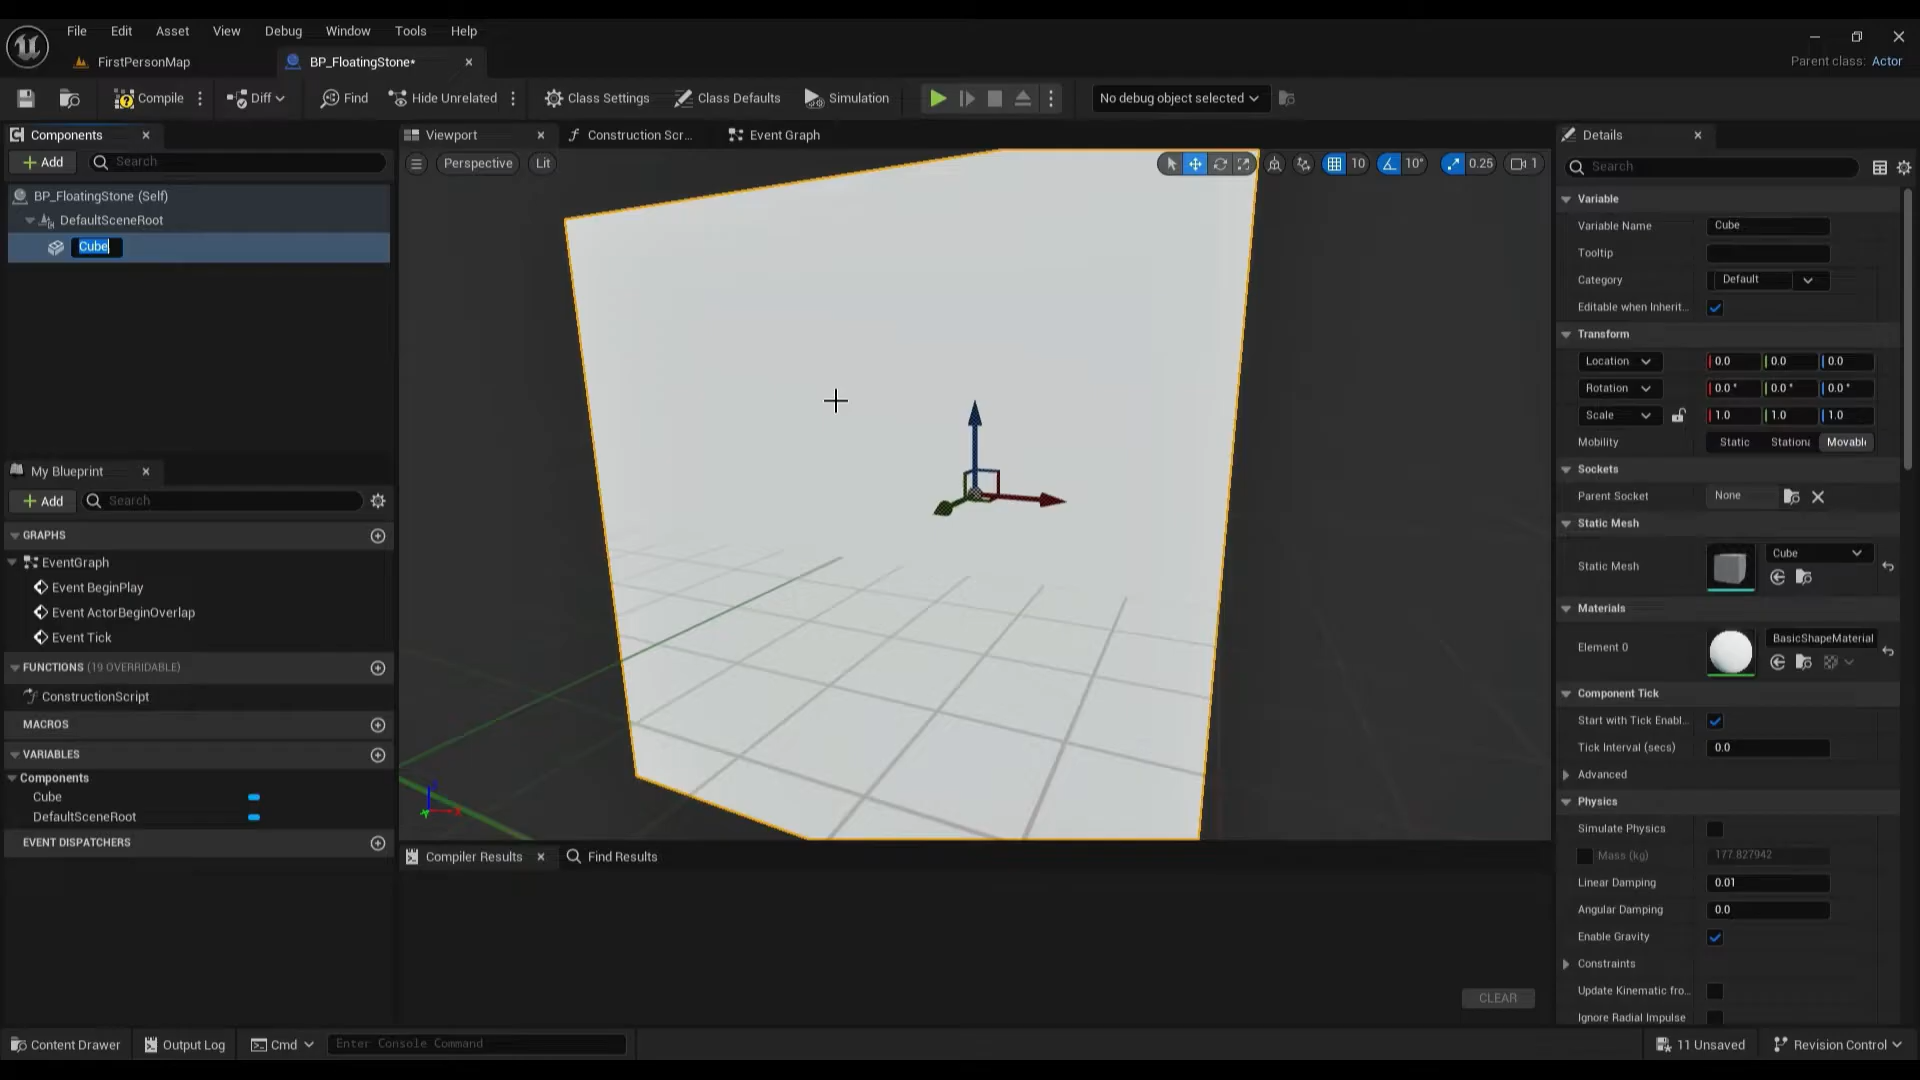 File Edit Asset View Debug Window Tools Help
FirstPersonMap
BP_FloatingStone*
Parent class: Actor
Compile
Diff
Find
Hide Unrelated
Class Settings
Class Defaults
Simulation
No debug object selected
Components
Add
Search
BP_FloatingStone (Self)
DefaultSceneRoot
Cube
My Blueprint
Add
Search
GRAPHS
EventGraph
Event BeginPlay
Event ActorBeginOverlap
Event Tick
FUNCTIONS (19 OVERRIDABLE)
ConstructionScript
MACROS
VARIABLES
Components
Cube
DefaultSceneRoot
EVENT DISPATCHERS
Viewport
Construction Scr...
Event Graph
Perspective
Lit
10
10°
0.25
1
Compiler Results
Find Results
CLEAR
Details
Search
Variable
Variable Name Cube
Tooltip
Category Default
Editable when Inherit...
Transform
Location 0.0 0.0 0.0
Rotation 0.0 ° 0.0 ° 0.0 °
Scale 1.0 1.0 1.0
Mobility Static Station Movabl
Sockets
Parent Socket None
Static Mesh
Static Mesh Cube
Materials
Element 0 BasicShapeMaterial
Component Tick
Start with Tick Enabl...
Tick Interval (secs) 0.0
Advanced
Physics
Simulate Physics
Mass (kg) 177.827942
Linear Damping 0.01
Angular Damping 0.0
Enable Gravity
Constraints
Update Kinematic fro...
Ignore Radial Impulse
Content Drawer
Output Log
Cmd
Enter Console Command
11 Unsaved
Revision Control